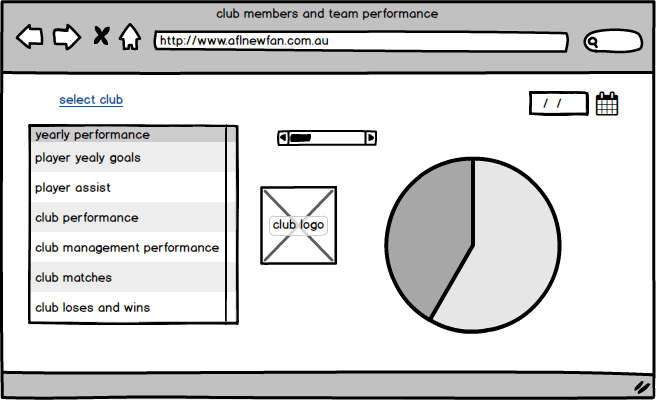 club members and team performance
http://www.aflnewfan.com.au
select club
/ /
yearly performance
player yealy goals
player assist
club performance
club management performance
club matches
club loses and wins
club logo